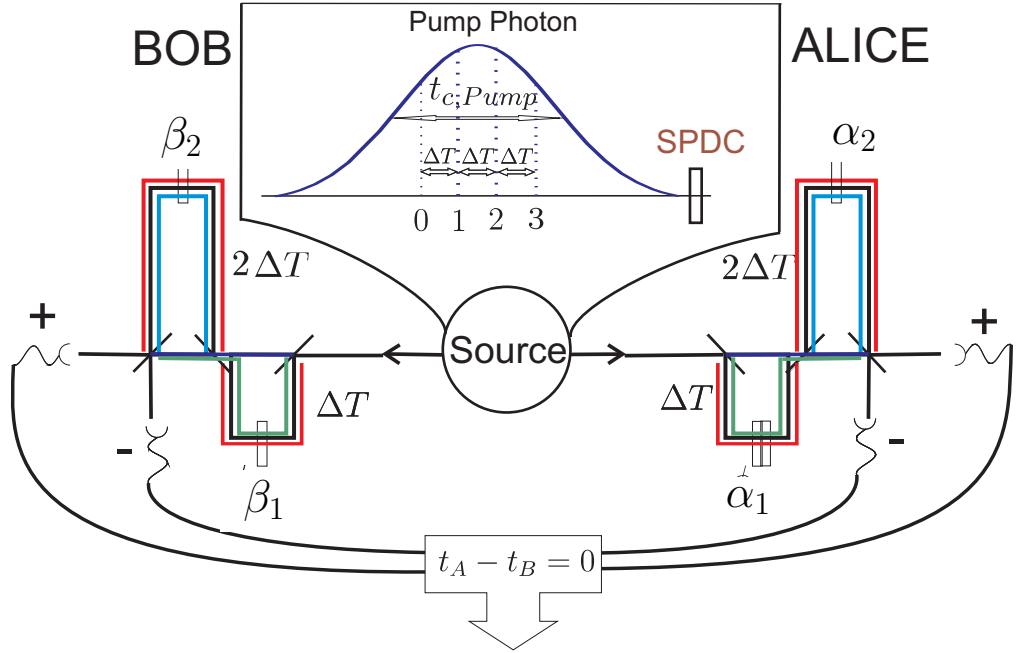 Pump Photon
BOB
ALICE
t_{c,Pump}
β₂
SPDC
α₂
ΔT ΔT ΔT
0 1 2 3
2ΔT
2ΔT
+
+
Source
ΔT
ΔT
-
-
β₁
α₁
t_A − t_B = 0